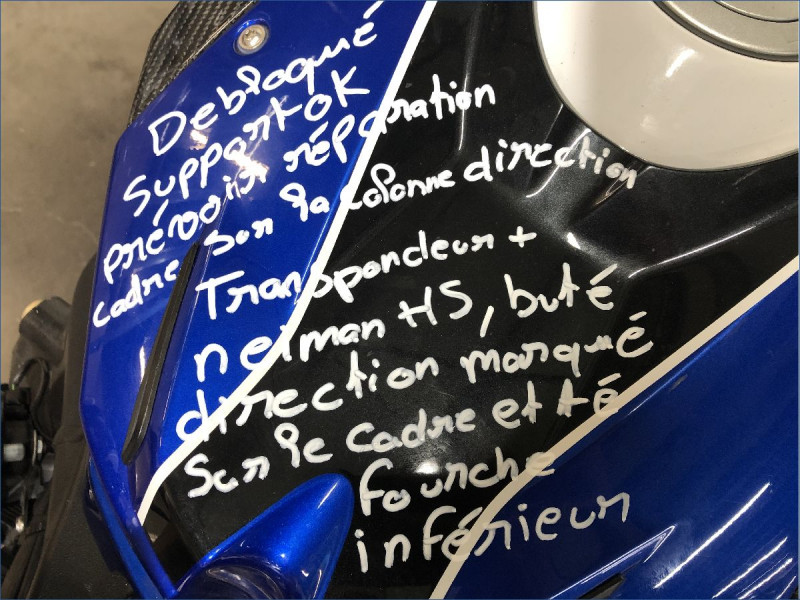 Debloqué
support OK
prévoir réparation
cadre sur la colonne direction
Transpondeur +
neiman HS, buté
direction marqué
sur le cadre et té
fourche
inférieur